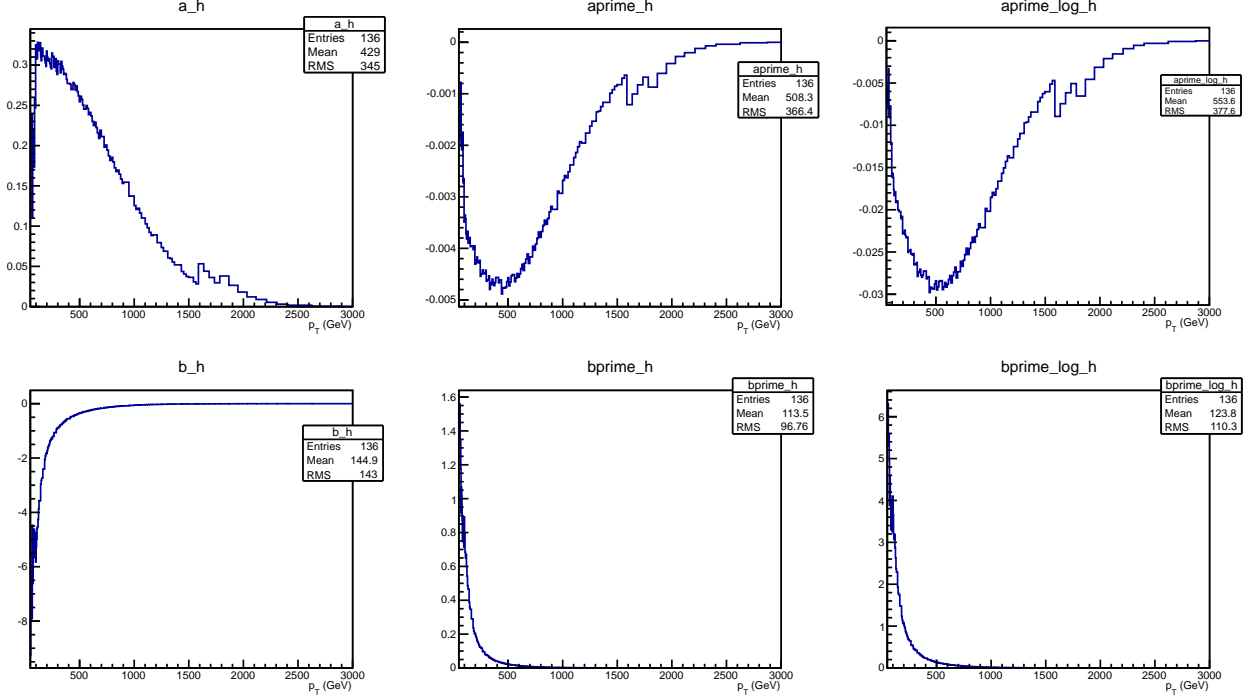 a_h
a_h
Entries 136
Mean 429
RMS 345
0.3
0.25
0.2
0.15
0.1
0.05
0
500 1000 1500 2000 2500 3000
p_T (GeV)
aprime_h
aprime_h
Entries 136
Mean 508.3
RMS 366.4
0
-0.001
-0.002
-0.003
-0.004
-0.005
500 1000 1500 2000 2500 3000
p_T (GeV)
aprime_log_h
aprime_log_h
Entries 136
Mean 553.6
RMS 377.6
0
-0.005
-0.01
-0.015
-0.02
-0.025
-0.03
500 1000 1500 2000 2500 3000
p_T (GeV)
b_h
b_h
Entries 136
Mean 144.9
RMS 143
0
-2
-4
-6
-8
500 1000 1500 2000 2500 3000
p_T (GeV)
bprime_h
bprime_h
Entries 136
Mean 113.5
RMS 96.76
1.6
1.4
1.2
1
0.8
0.6
0.4
0.2
0
500 1000 1500 2000 2500 3000
p_T (GeV)
bprime_log_h
bprime_log_h
Entries 136
Mean 123.8
RMS 110.3
6
5
4
3
2
1
0
500 1000 1500 2000 2500 3000
p_T (GeV)